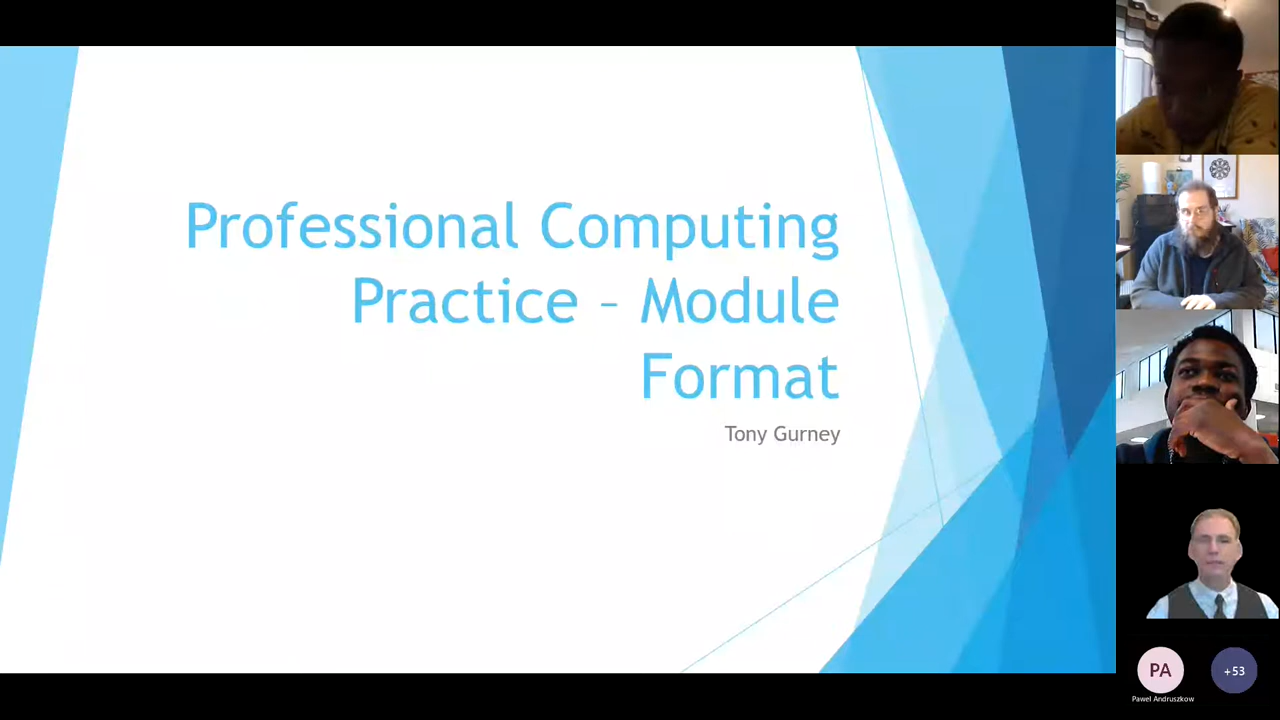 Professional Computing
Practice – Module
Format
Tony Gurney
PA
+53
Pawel Andruszkow